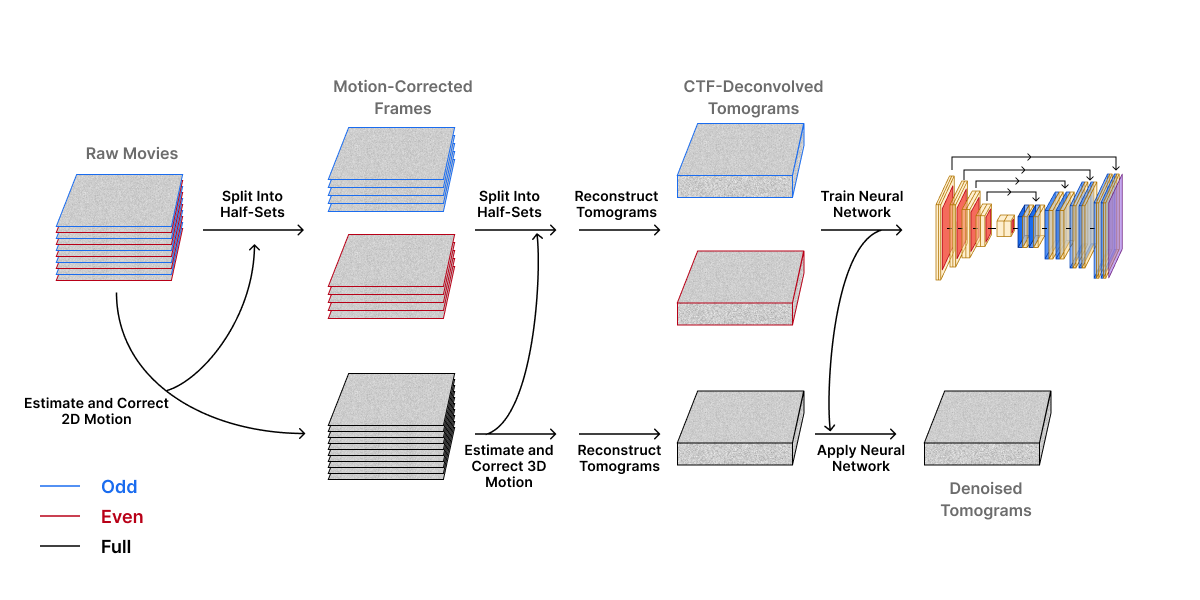 Motion-Corrected
Frames
CTF-Deconvolved
Tomograms
Raw Movies
Split Into
Half-Sets
Split Into
Half-Sets
Reconstruct
Tomograms
Train Neural
Network
Estimate and Correct
2D Motion
Estimate and
Correct 3D
Motion
Reconstruct
Tomograms
Apply Neural
Network
Denoised
Tomograms
Odd
Even
Full